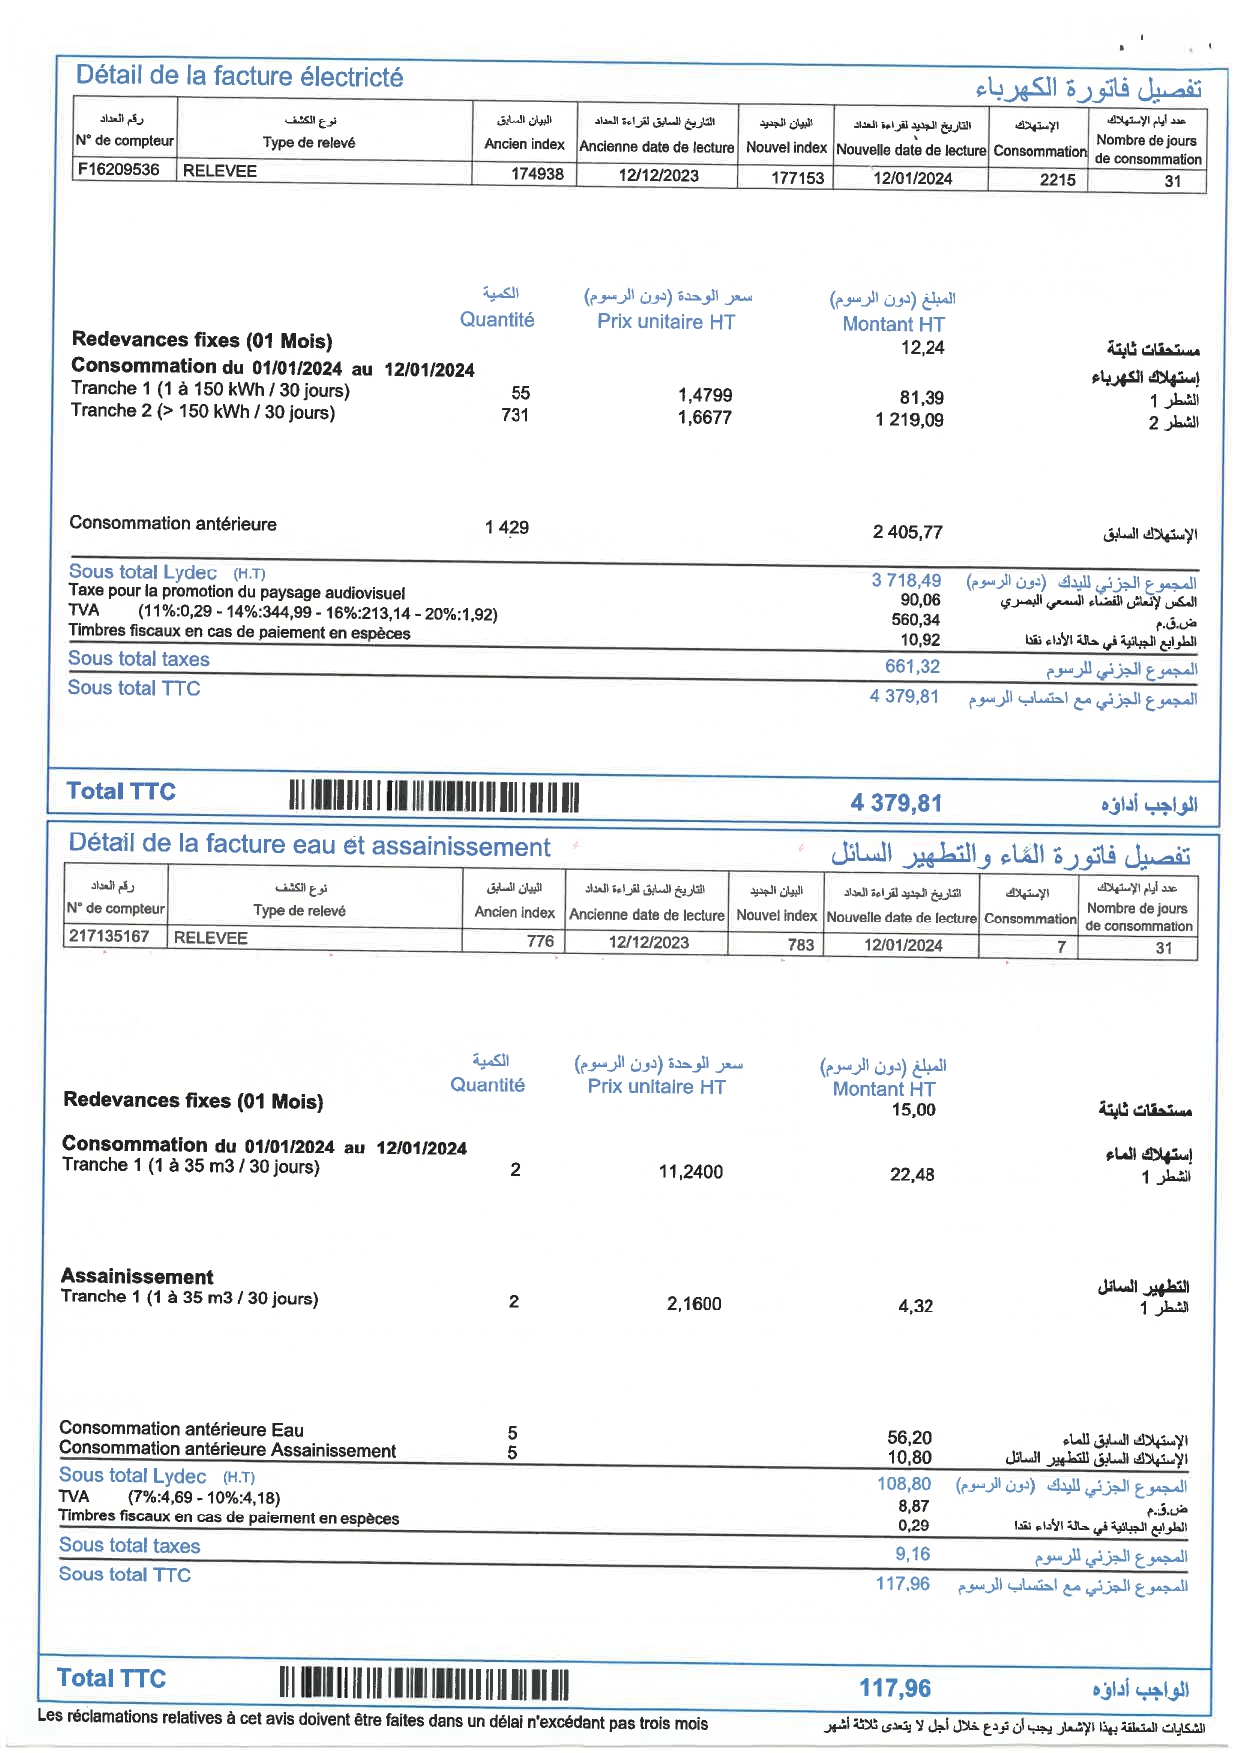 Détail de la facture électricté تفصيل فاتورة الكهرباء
رقم العداد نوع الكشف البيان السابق التاريخ السابق لقراءة العداد البيان الجديد التاريخ الجديد لقراءة العداد الإستهلاك عدد أيام الإستهلاك
N° de compteur Type de relevé Ancien index Ancienne date de lecture Nouvel index Nouvelle date de lecture Consommation Nombre de jours de consommation
F16209536 RELEVEE 174938 12/12/2023 177153 12/01/2024 2215 31
الكمية سعر الوحدة (دون الرسوم) المبلغ (دون الرسوم)
Quantité Prix unitaire HT Montant HT
Redevances fixes (01 Mois) 12,24 مستحقات ثابتة
Consommation du 01/01/2024 au 12/01/2024 إستهلاك الكهرباء
Tranche 1 (1 à 150 kWh / 30 jours) 55 1,4799 81,39 الشطر 1
Tranche 2 (> 150 kWh / 30 jours) 731 1,6677 1 219,09 الشطر 2
Consommation antérieure 1 429 2 405,77 الإستهلاك السابق
Sous total Lydec (H.T) 3 718,49 المجموع الجزئي لليدك (دون الرسوم)
Taxe pour la promotion du paysage audiovisuel 90,06 المكس لإنعاش الفضاء السمعي البصري
TVA (11%:0,29 - 14%:344,99 - 16%:213,14 - 20%:1,92) 560,34 ض.ق.م
Timbres fiscaux en cas de paiement en espèces 10,92 الطوابع الجبائية في حالة الأداء نقدا
Sous total taxes 661,32 المجموع الجزئي للرسوم
Sous total TTC 4 379,81 المجموع الجزئي مع احتساب الرسوم
Total TTC 4 379,81 الواجب أداؤه
Détail de la facture eau et assainissement تفصيل فاتورة الماء والتطهير السائل
رقم العداد نوع الكشف البيان السابق التاريخ السابق لقراءة العداد البيان الجديد التاريخ الجديد لقراءة العداد الإستهلاك عدد أيام الإستهلاك
N° de compteur Type de relevé Ancien index Ancienne date de lecture Nouvel index Nouvelle date de lecture Consommation Nombre de jours de consommation
217135167 RELEVEE 776 12/12/2023 783 12/01/2024 7 31
الكمية سعر الوحدة (دون الرسوم) المبلغ (دون الرسوم)
Quantité Prix unitaire HT Montant HT
Redevances fixes (01 Mois) 15,00 مستحقات ثابتة
Consommation du 01/01/2024 au 12/01/2024 إستهلاك الماء
Tranche 1 (1 à 35 m3 / 30 jours) 2 11,2400 22,48 الشطر 1
Assainissement التطهير السائل
Tranche 1 (1 à 35 m3 / 30 jours) 2 2,1600 4,32 الشطر 1
Consommation antérieure Eau 5 56,20 الإستهلاك السابق للماء
Consommation antérieure Assainissement 5 10,80 الإستهلاك السابق للتطهير السائل
Sous total Lydec (H.T) 108,80 المجموع الجزئي لليدك (دون الرسوم)
TVA (7%:4,69 - 10%:4,18) 8,87 ض.ق.م
Timbres fiscaux en cas de paiement en espèces 0,29 الطوابع الجبائية في حالة الأداء نقدا
Sous total taxes 9,16 المجموع الجزئي للرسوم
Sous total TTC 117,96 المجموع الجزئي مع احتساب الرسوم
Total TTC 117,96 الواجب أداؤه
Les réclamations relatives à cet avis doivent être faites dans un délai n'excédant pas trois mois الشكايات المتعلقة بهذا الإشعار يجب أن تودع خلال أجل لا يتعدى ثلاثة أشهر